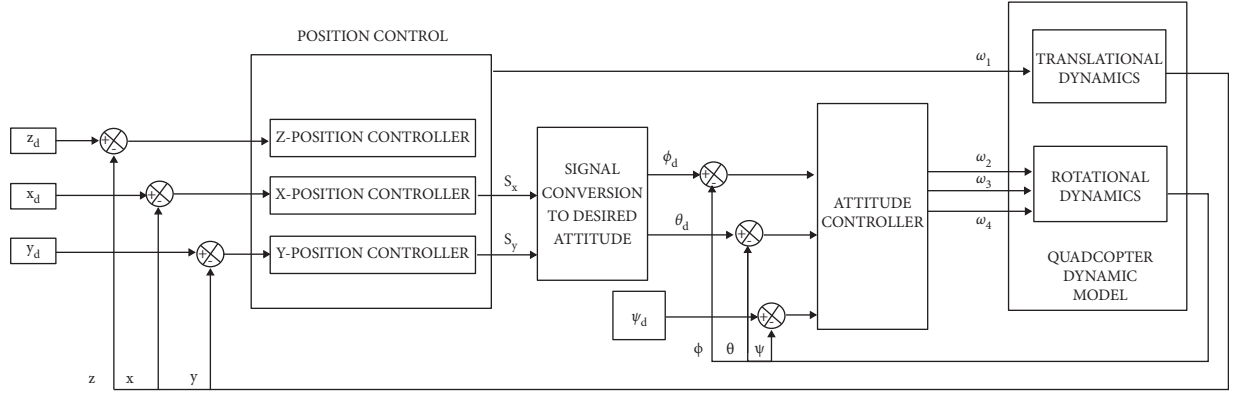 POSITION CONTROL
z_d
x_d
y_d
+
-
+
-
+
-
Z-POSITION CONTROLLER
X-POSITION CONTROLLER
Y-POSITION CONTROLLER
S_x
S_y
SIGNAL
CONVERSION
TO DESIRED
ATTITUDE
ϕ_d
θ_d
ψ_d
+
-
+
-
+
-
ATTITUDE
CONTROLLER
ω_1
ω_2
ω_3
ω_4
TRANSLATIONAL
DYNAMICS
ROTATIONAL
DYNAMICS
QUADCOPTER
DYNAMIC
MODEL
ϕ θ ψ
z x y